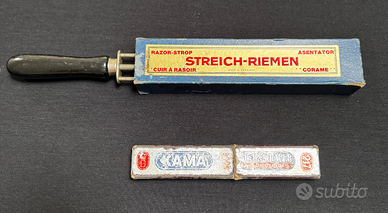 RAZOR-STROP ASENTATOR
STREICH-RIEMEN
CUIR À RASOIR "CORAME"
KAMA
subito